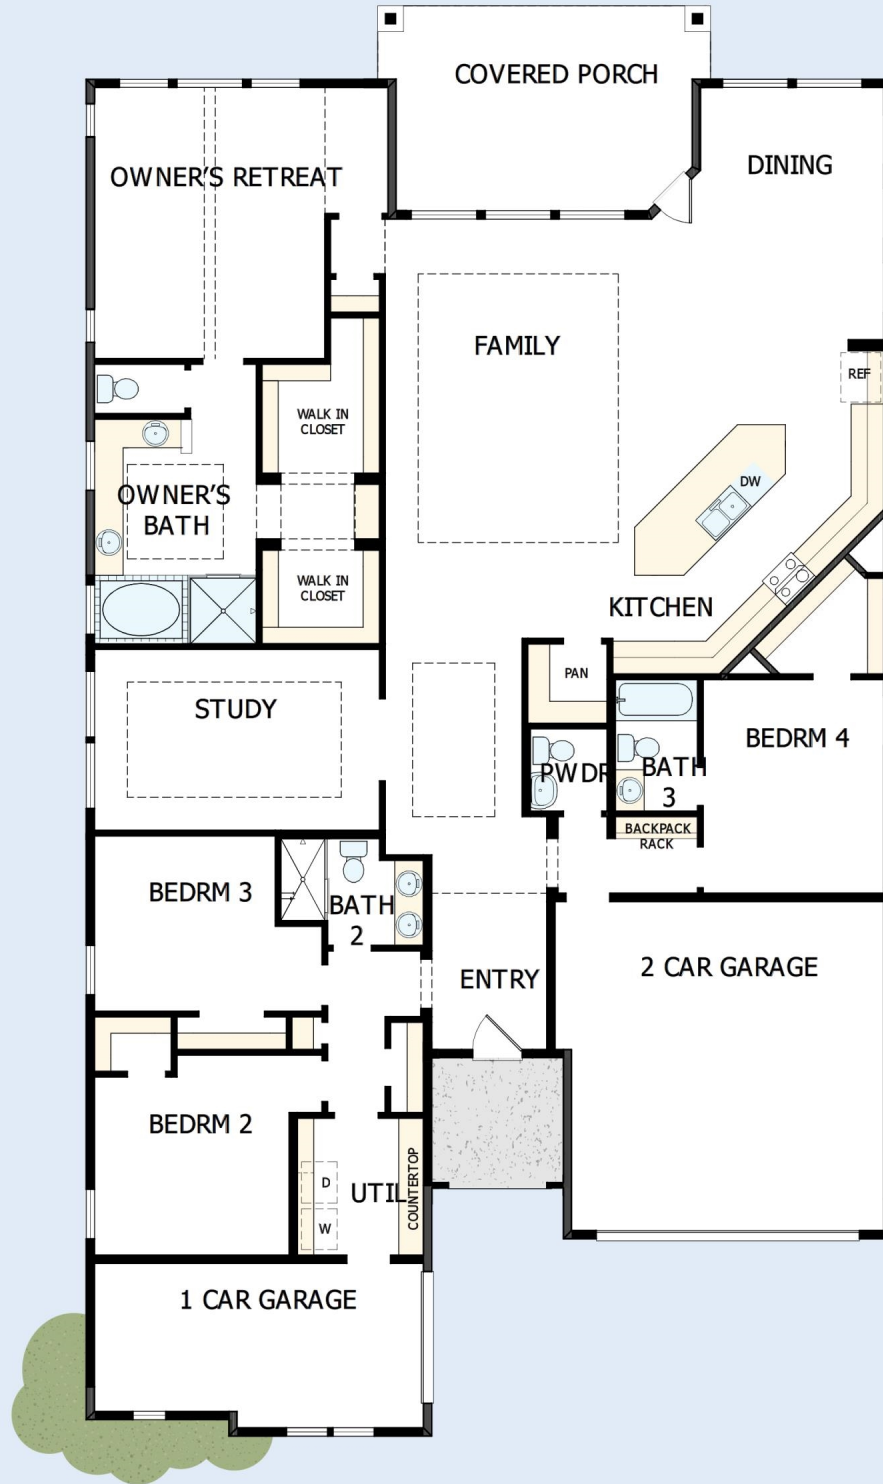 COVERED PORCH
DINING
OWNER'S RETREAT
FAMILY
REF
WALK IN
CLOSET
DW
OWNER'S
BATH
WALK IN
CLOSET
KITCHEN
PAN
STUDY
BEDRM 4
PWDR
BATH
3
BACKPACK
RACK
BEDRM 3
BATH
2
2 CAR GARAGE
ENTRY
BEDRM 2
COUNTERTOP
D
UTIL
W
1 CAR GARAGE